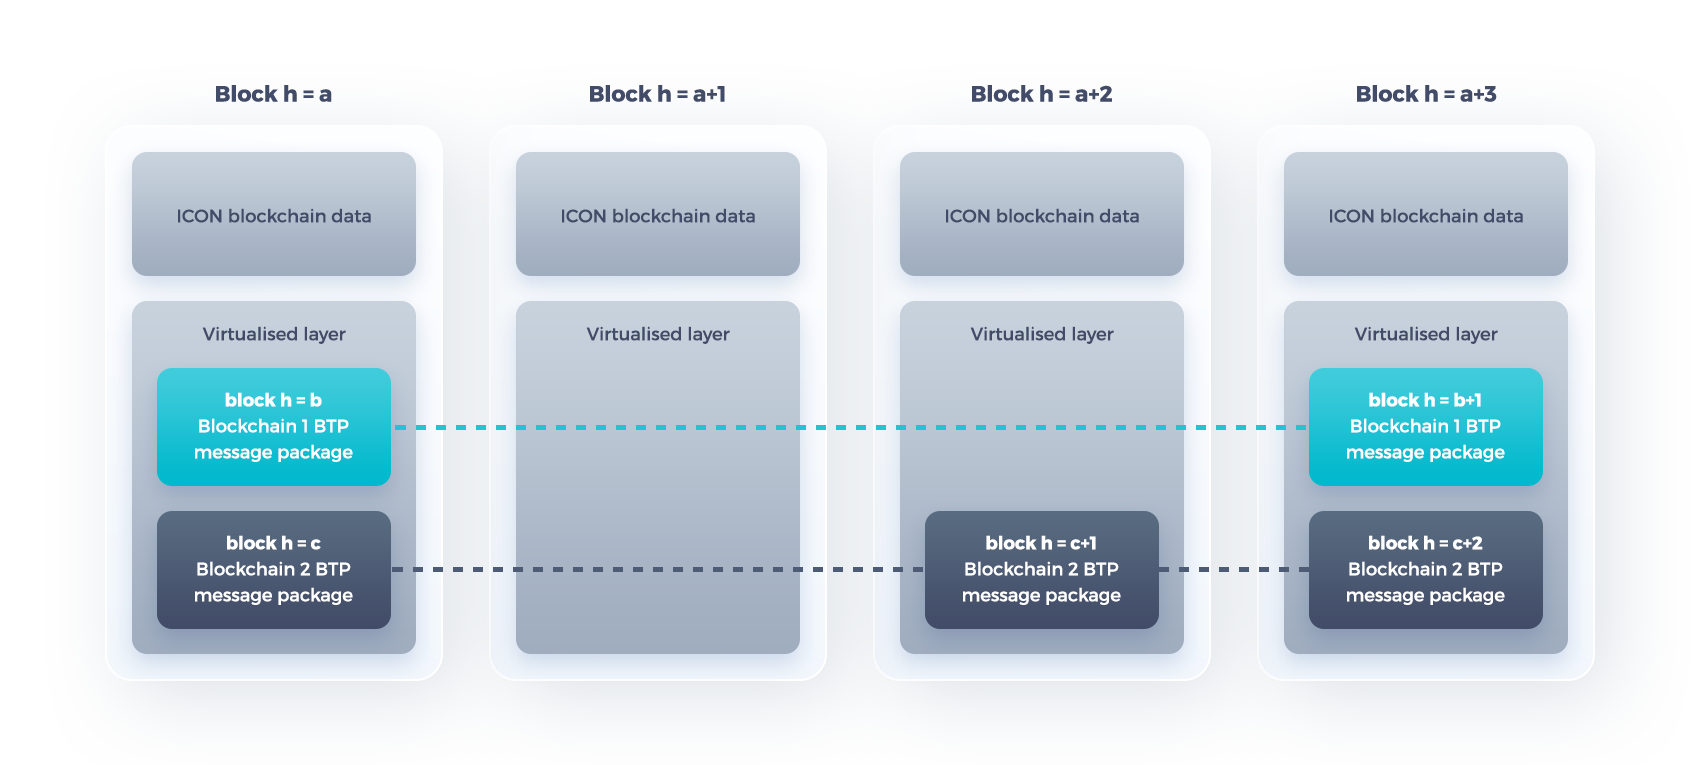 Block h = a
ICON blockchain data
Virtualised layer
block h = b
Blockchain 1 BTP
message package
block h = c
Blockchain 2 BTP
message package
Block h = a+1
ICON blockchain data
Virtualised layer
Block h = a+2
ICON blockchain data
Virtualised layer
block h = c+1
Blockchain 2 BTP
message package
Block h = a+3
ICON blockchain data
Virtualised layer
block h = b+1
Blockchain 1 BTP
message package
block h = c+2
Blockchain 2 BTP
message package